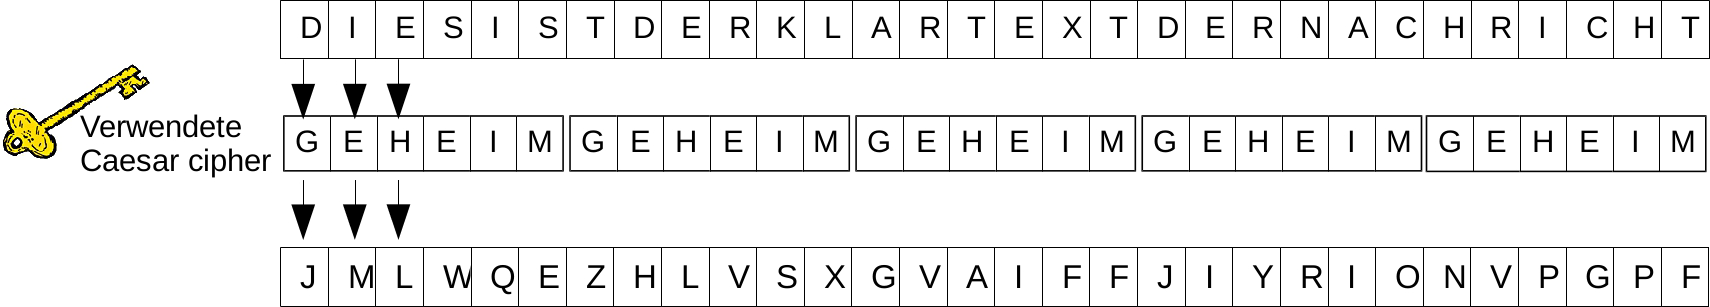 D I E S I S T D E R K L A R T E X T D E R N A C H R I C H T
Verwendete
Caesar cipher
G E H E I M G E H E I M G E H E I M G E H E I M G E H E I M
J M L W Q E Z H L V S X G V A I F F J I Y R I O N V P G P F